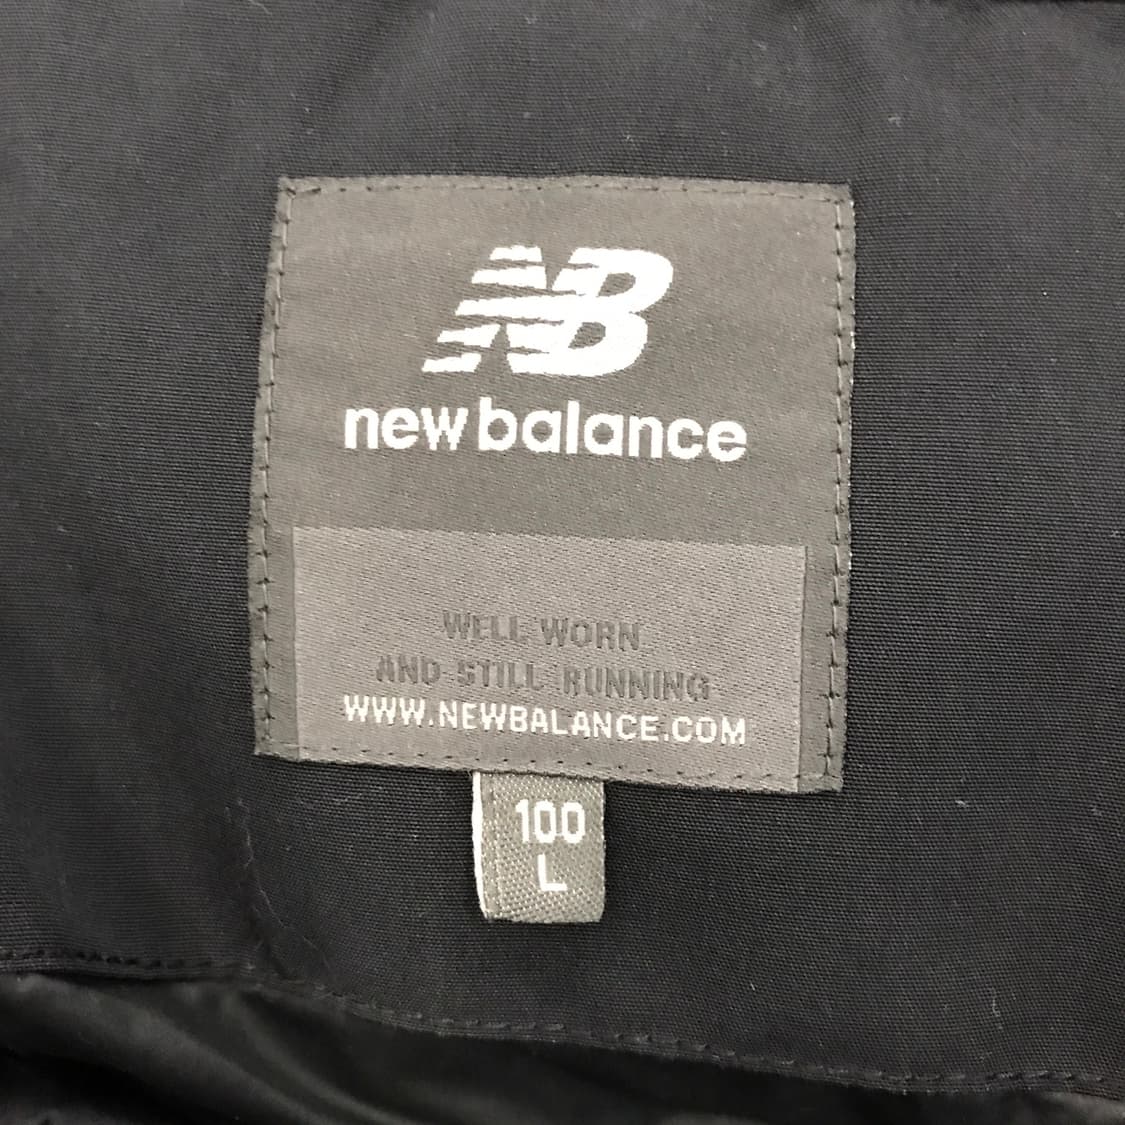 NB
new balance
WELL WORN
AND STILL RUNNING
WWW.NEWBALANCE.COM
100
L